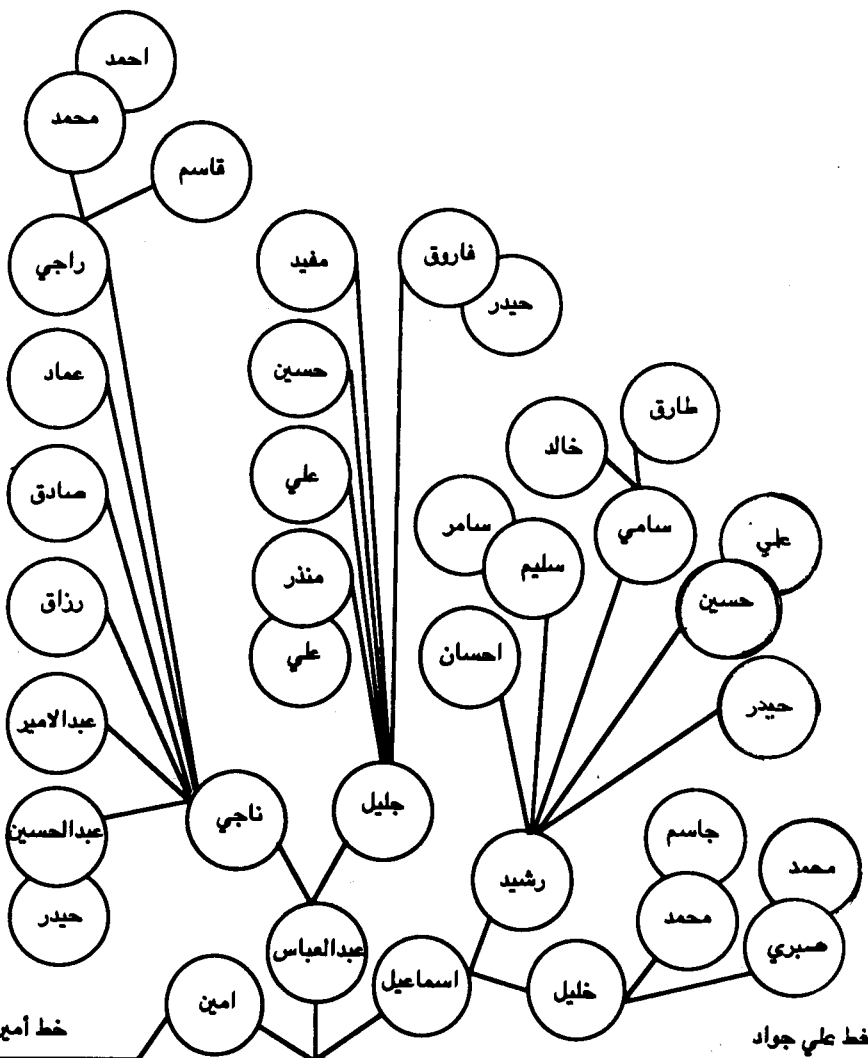 احمد
محمد
قاسم
راجي
مفيد
فاروق
حيدر
عماد
حسين
خالد
طارق
صادق
علي
سامر
سليم
سامي
علي
رزاق
منذر
علي
احسان
حسين
حيدر
عبدالامير
ناجي
جليل
عبدالحسين
حيدر
رشيد
جاسم
محمد
محمد
صبري
عبدالعباس
امين
اسماعيل
خليل
خط أمين
خط علي جواد